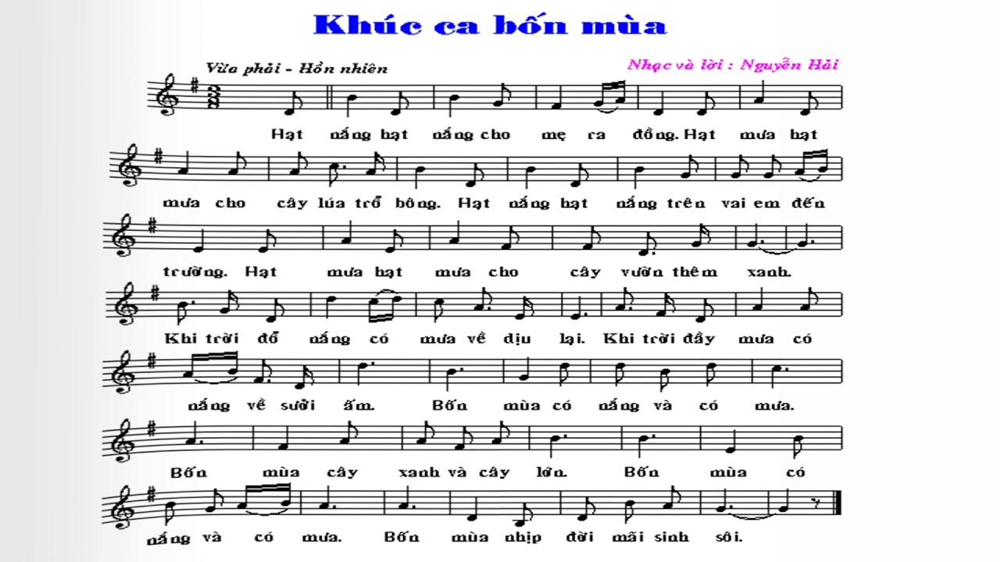 Khúc ca bốn mùa
Vừa phải - Hồn nhiên
Nhạc và lời : Nguyễn Hải
Hạt nắng hạt nắng cho mẹ ra đồng. Hạt mưa hạt
mưa cho cây lúa trổ bông. Hạt nắng hạt nắng trên vai em đến
trường. Hạt mưa hạt mưa cho cây vườn thêm xanh.
Khi trời đổ nắng có mưa về dịu lại. Khi trời đầy mưa có
nắng về sưởi ấm. Bốn mùa có nắng và có mưa.
Bốn mùa cây xanh và cây lớn. Bốn mùa có
nắng và có mưa. Bốn mùa nhịp đời mãi sinh sôi.